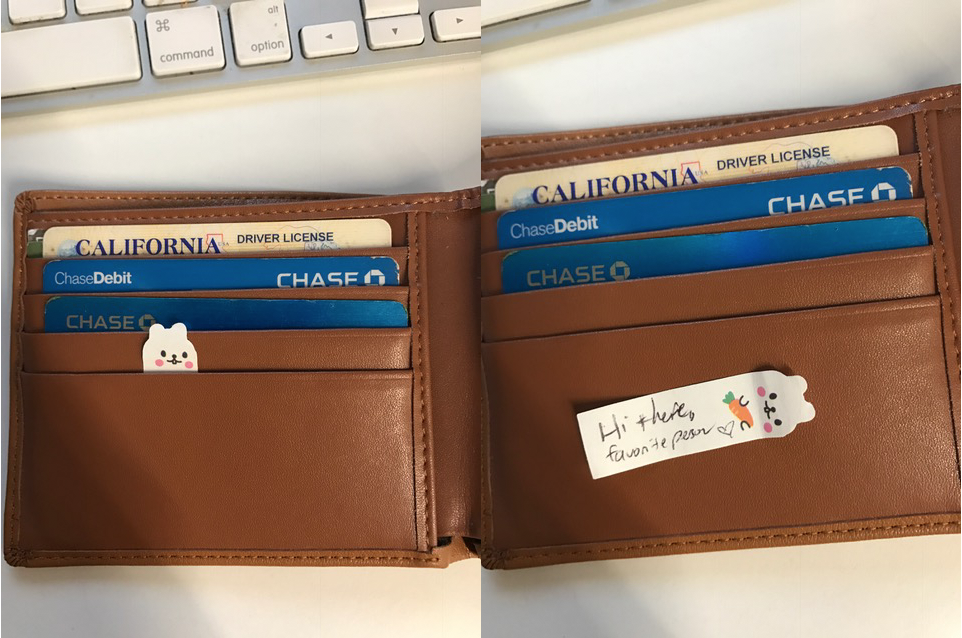 ⌘
command
alt
option
◄
▼
►
CALIFORNIA DRIVER LICENSE
ChaseDebit CHASE
CHASE
CALIFORNIA DRIVER LICENSE
ChaseDebit CHASE
CHASE
Hi there,
favorite person ♡